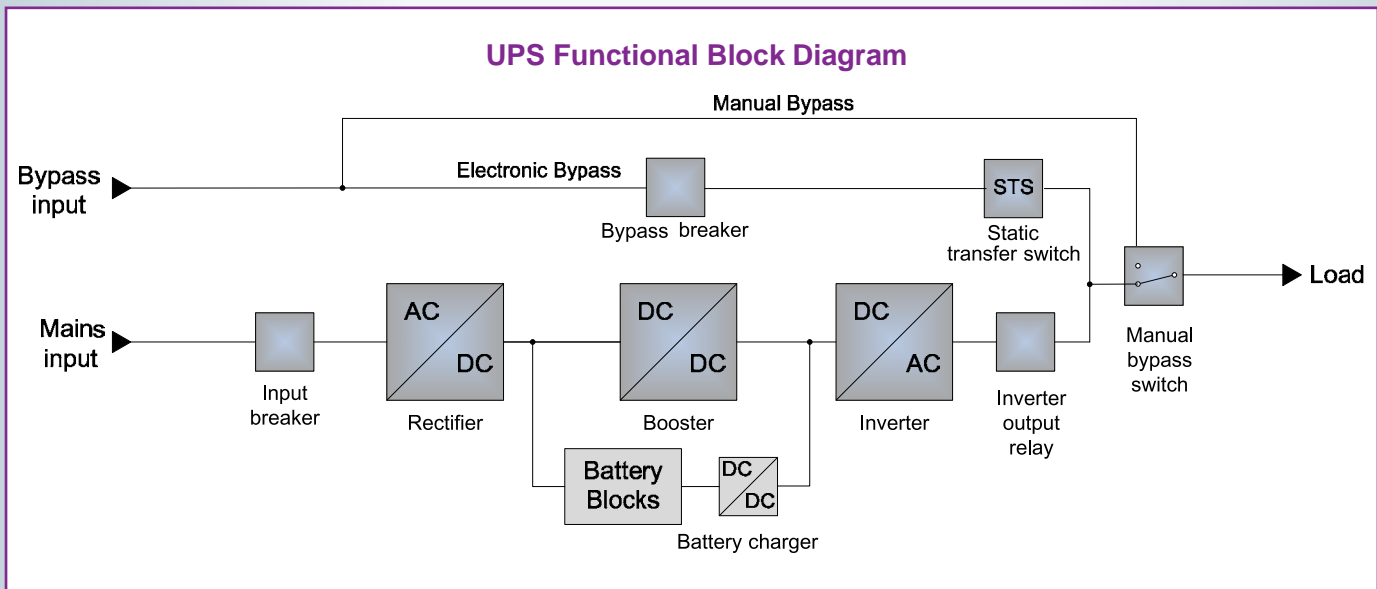 UPS Functional Block Diagram
Manual Bypass
Bypass
input
Electronic Bypass
Bypass breaker
STS
Static
transfer switch
Load
Manual
bypass
switch
Mains
input
Input
breaker
AC
DC
Rectifier
DC
DC
Booster
DC
AC
Inverter
Inverter
output
relay
Battery
Blocks
DC
DC
Battery charger